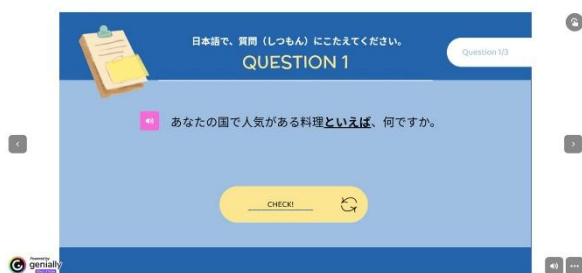 日本語で、質問（しつもん）にこたえてください。
QUESTION 1
Question 1/3
あなたの国で人気がある料理といえば、何ですか。
CHECK!
genially